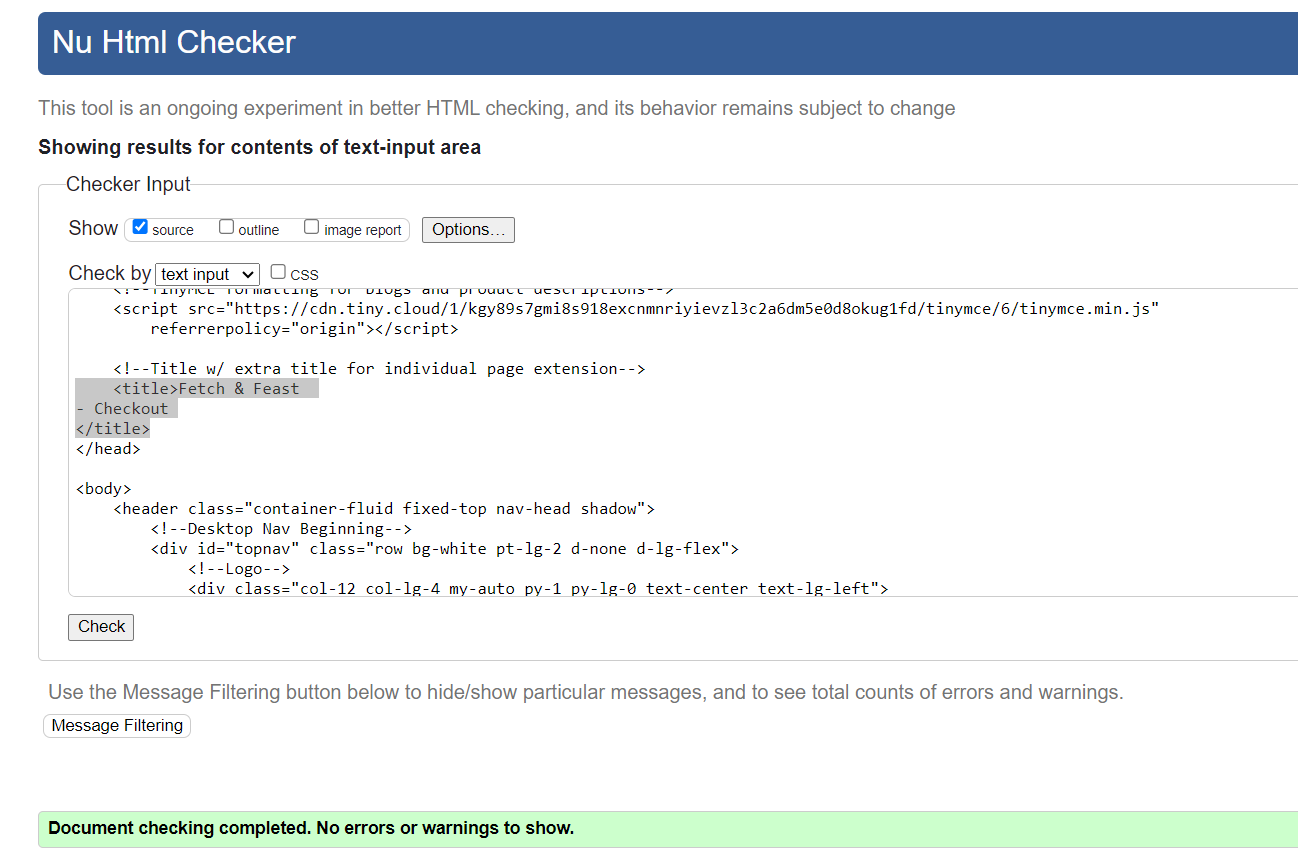 Nu Html Checker
This tool is an ongoing experiment in better HTML checking, and its behavior remains subject to change
Showing results for contents of text-input area
Checker Input
Show source outline image report Options...
Check by text input CSS
<!--TinyMCE formatting for blogs and product descriptions-->
<script src="https://cdn.tiny.cloud/1/kgy89s7gmi8s918excnmnriyievzl3c2a6dm5e0d8okug1fd/tinymce/6/tinymce.min.js"
referrerpolicy="origin"></script>
<!--Title w/ extra title for individual page extension-->
<title>Fetch & Feast
- Checkout
</title>
</head>
<body>
<header class="container-fluid fixed-top nav-head shadow">
<!--Desktop Nav Beginning-->
<div id="topnav" class="row bg-white pt-lg-2 d-none d-lg-flex">
<!--Logo-->
<div class="col-12 col-lg-4 my-auto py-1 py-lg-0 text-center text-lg-left">
Check
Use the Message Filtering button below to hide/show particular messages, and to see total counts of errors and warnings.
Message Filtering
Document checking completed. No errors or warnings to show.